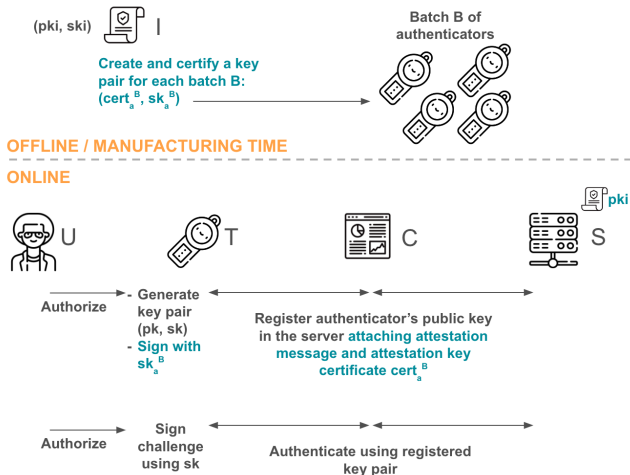 (pki, ski)
I
Create and certify a key
pair for each batch B:
(cert_a^B, sk_a^B)
Batch B of
authenticators
OFFLINE / MANUFACTURING TIME
ONLINE
pki
U
T
C
S
Authorize
- Generate
key pair
(pk, sk)
- Sign with
sk_a^B
Register authenticator's public key
in the server attaching attestation
message and attestation key
certificate cert_a^B
Authorize
Sign
challenge
using sk
Authenticate using registered
key pair